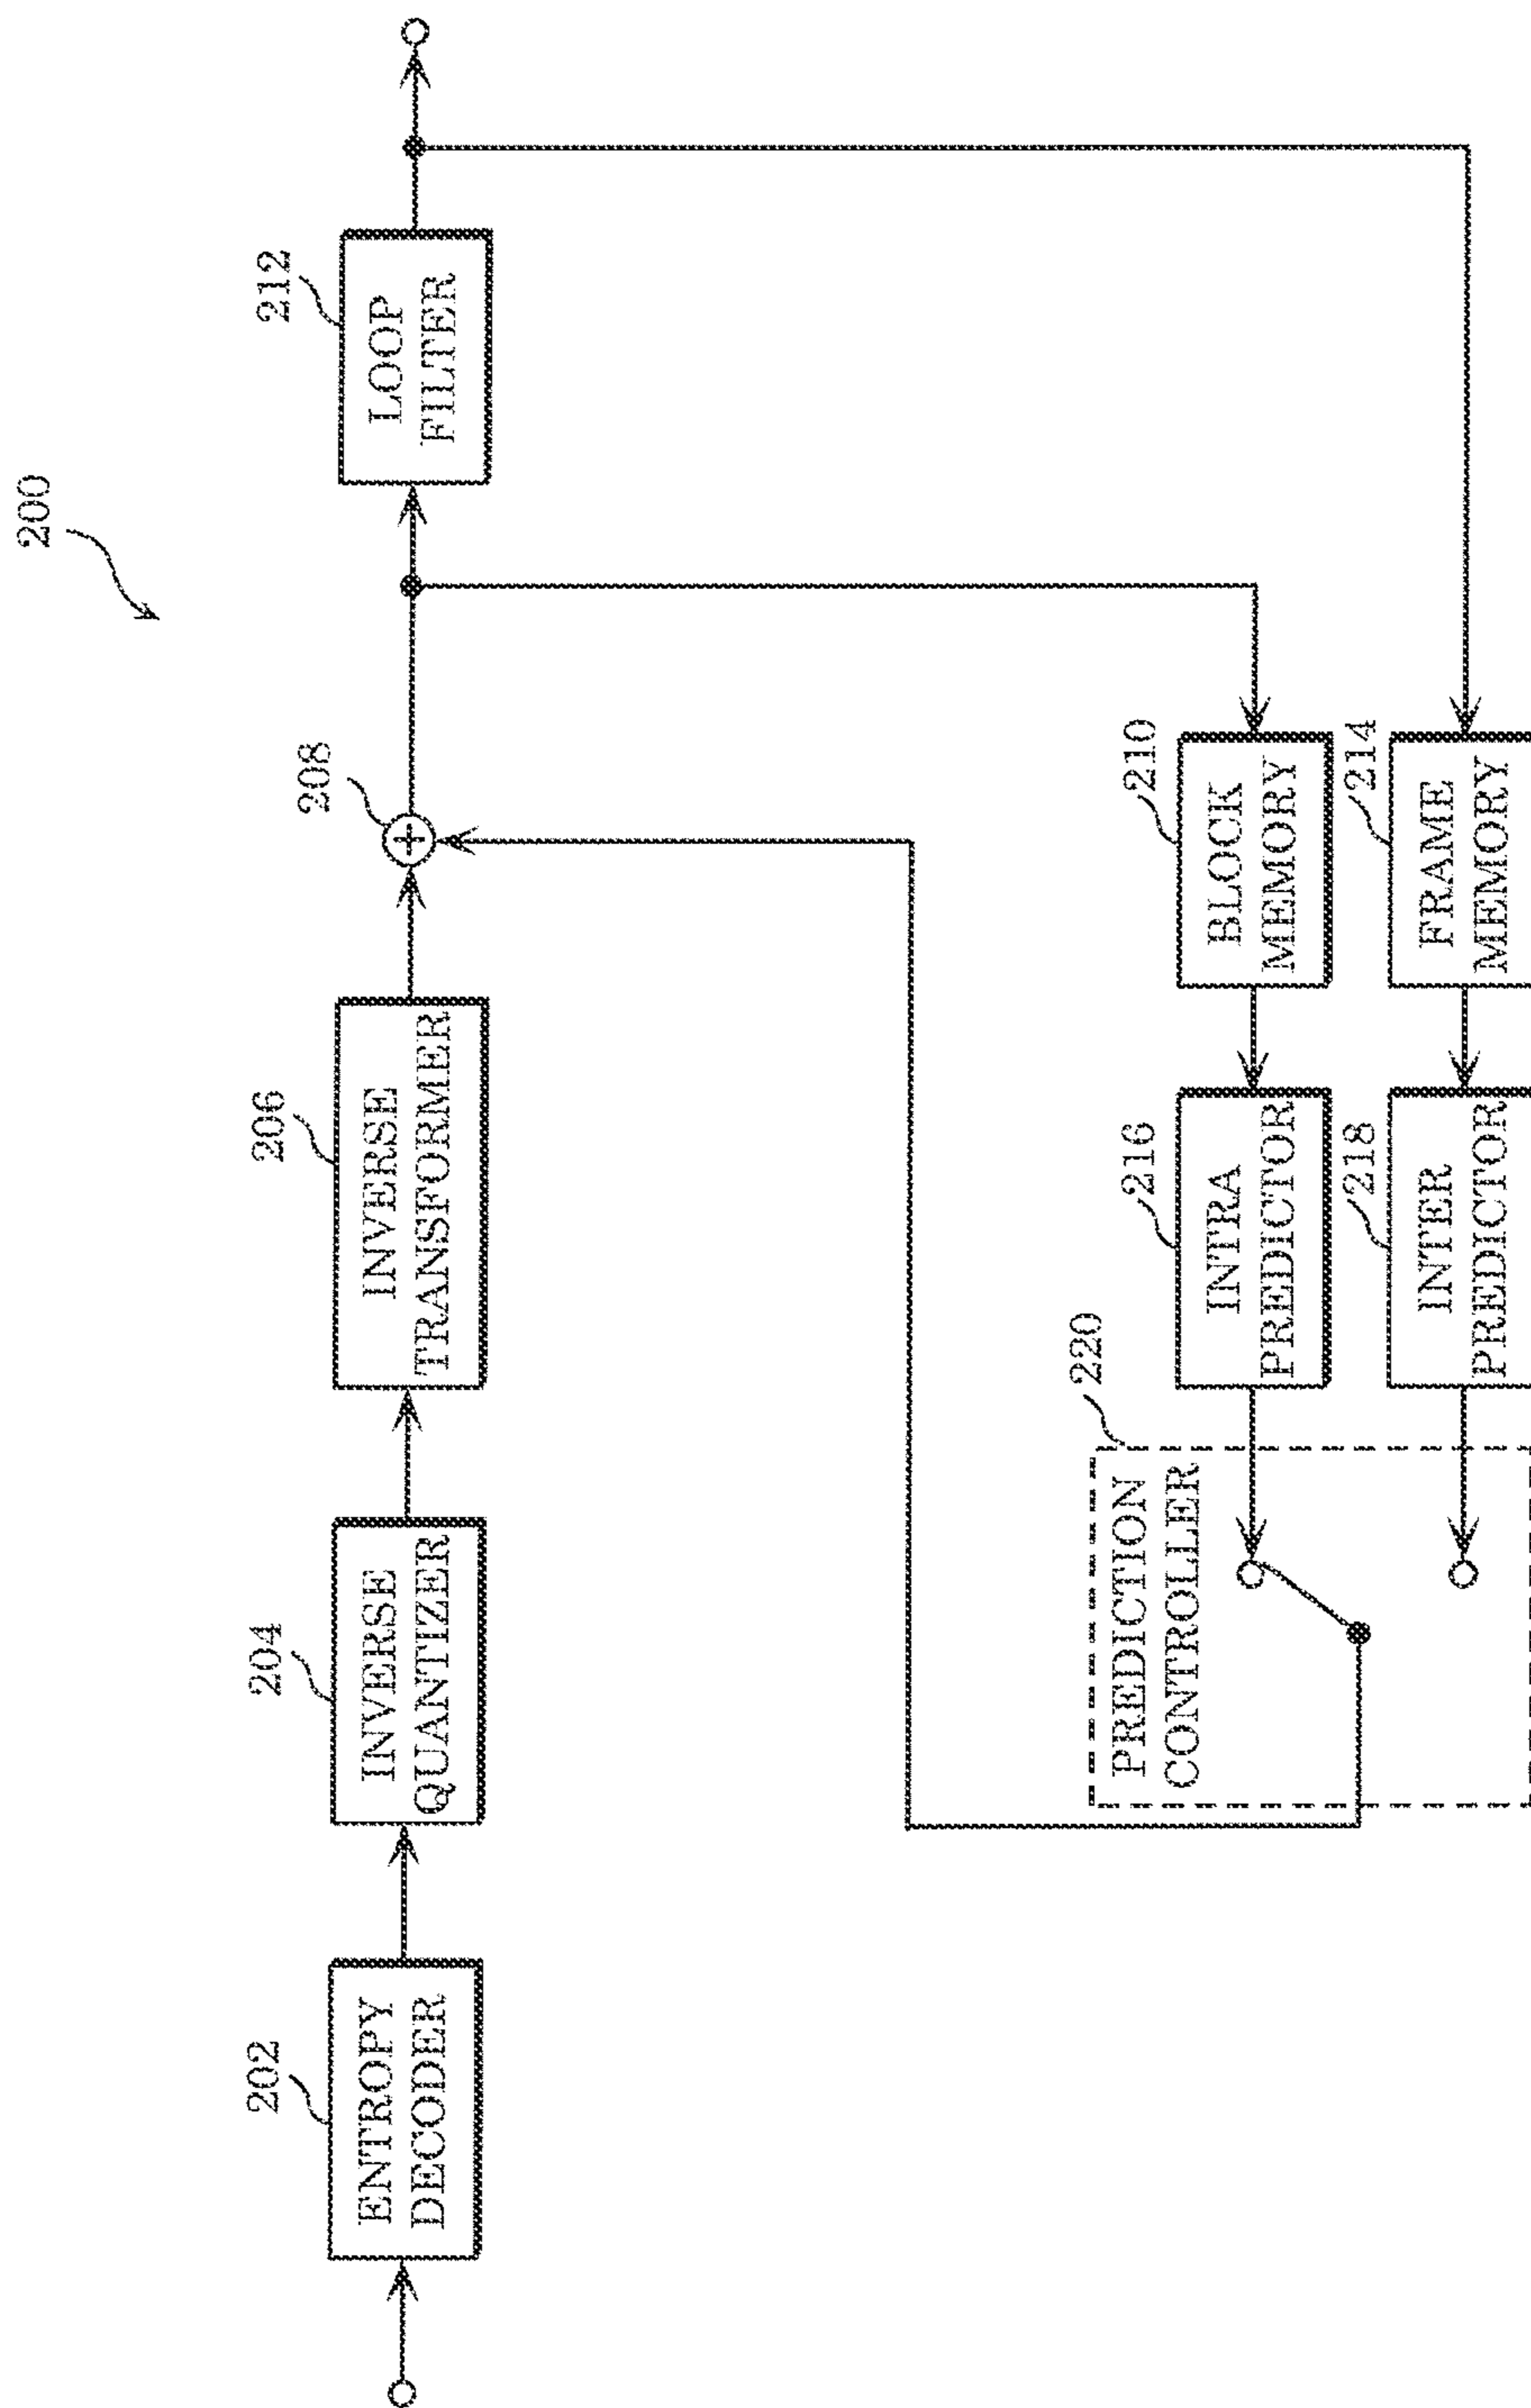 200
202
ENTROPY
DECODER
204
INVERSE
QUANTIZER
206
INVERSE
TRANSFORMER
208
+
212
LOOP
FILTER
220
PREDICTION
CONTROLLER
216
INTRA
PREDICTOR
210
BLOCK
MEMORY
218
INTER
PREDICTOR
214
FRAME
MEMORY